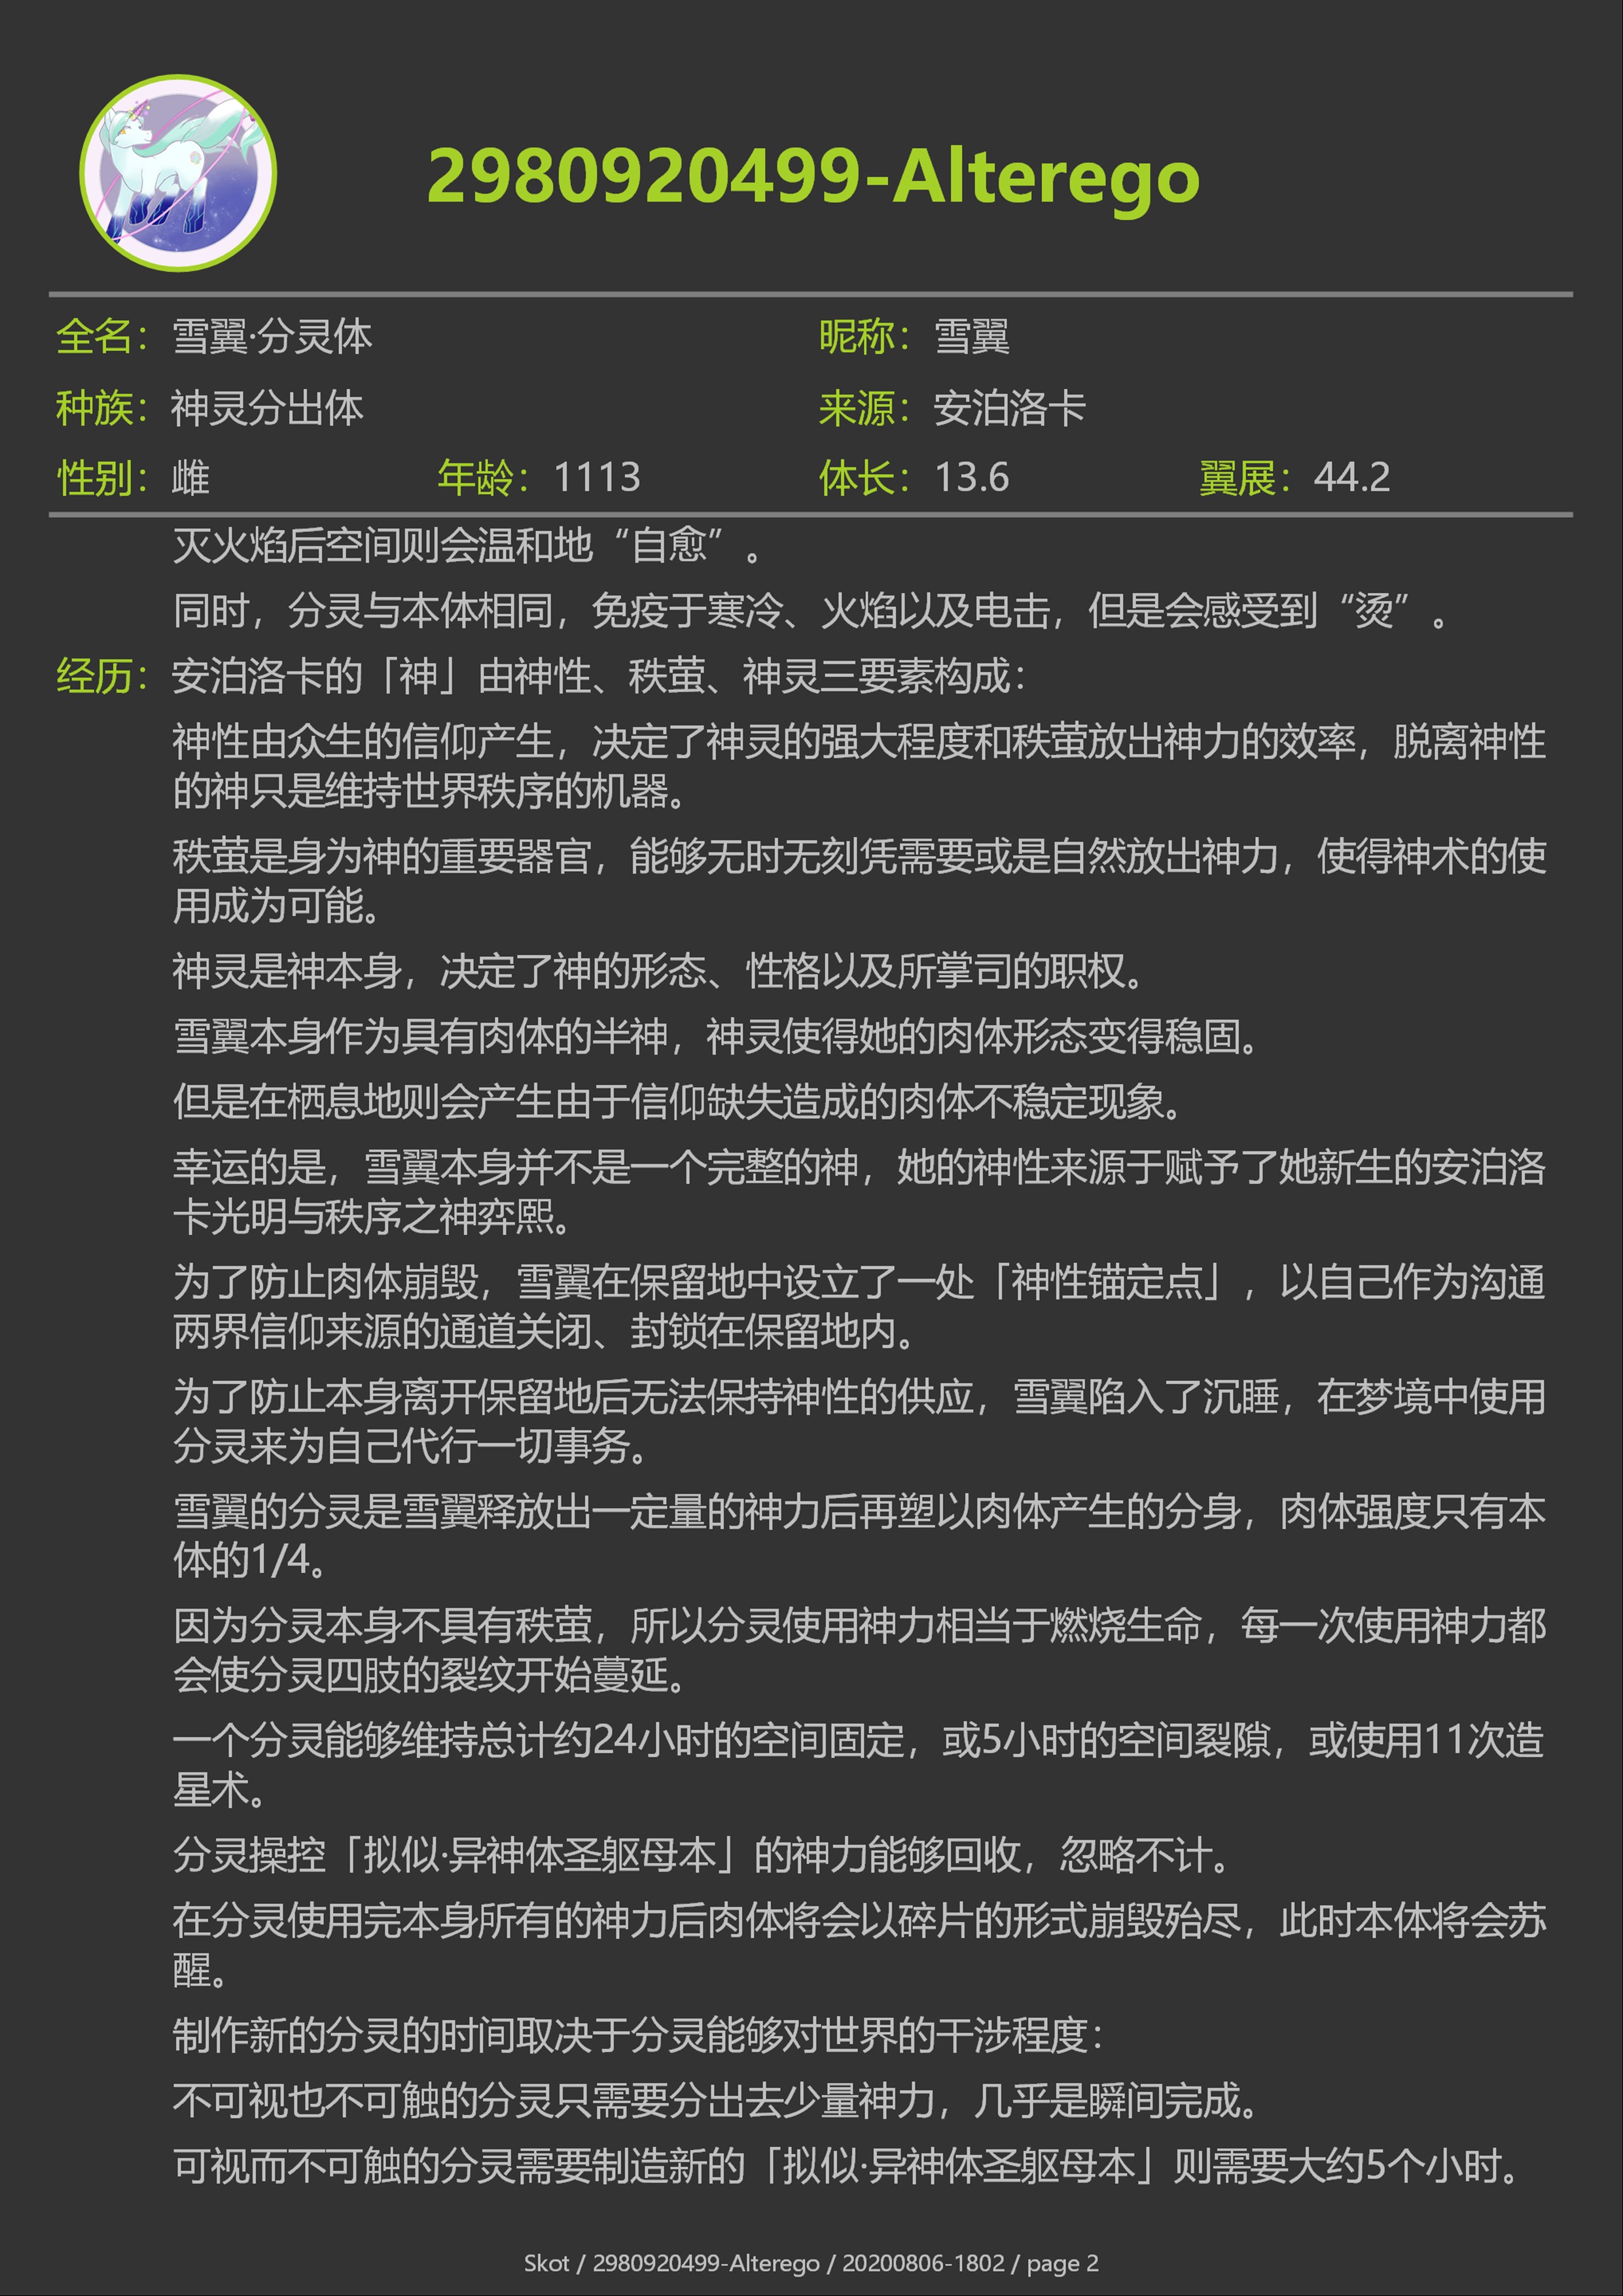 2980920499-Alterego
全名：雪翼·分灵体 昵称：雪翼
种族：神灵分出体 来源：安泊洛卡
性别：雌 年龄：1113 体长：13.6 翼展：44.2
灭火焰后空间则会温和地“自愈”。
同时，分灵与本体相同，免疫于寒冷、火焰以及电击，但是会感受到“烫”。
经历：安泊洛卡的「神」由神性、秩萤、神灵三要素构成：
神性由众生的信仰产生，决定了神灵的强大程度和秩萤放出神力的效率，脱离神性
的神只是维持世界秩序的机器。
秩萤是身为神的重要器官，能够无时无刻凭需要或是自然放出神力，使得神术的使
用成为可能。
神灵是神本身，决定了神的形态、性格以及所掌司的职权。
雪翼本身作为具有肉体的半神，神灵使得她的肉体形态变得稳固。
但是在栖息地则会产生由于信仰缺失造成的肉体不稳定现象。
幸运的是，雪翼本身并不是一个完整的神，她的神性来源于赋予了她新生的安泊洛
卡光明与秩序之神弈熙。
为了防止肉体崩毁，雪翼在保留地中设立了一处「神性锚定点」，以自己作为沟通
两界信仰来源的通道关闭、封锁在保留地内。
为了防止本身离开保留地后无法保持神性的供应，雪翼陷入了沉睡，在梦境中使用
分灵来为自己代行一切事务。
雪翼的分灵是雪翼释放出一定量的神力后再塑以肉体产生的分身，肉体强度只有本
体的1/4。
因为分灵本身不具有秩萤，所以分灵使用神力相当于燃烧生命，每一次使用神力都
会使分灵四肢的裂纹开始蔓延。
一个分灵能够维持总计约24小时的空间固定，或5小时的空间裂隙，或使用11次造
星术。
分灵操控「拟似·异神体圣躯母本」的神力能够回收，忽略不计。
在分灵使用完本身所有的神力后肉体将会以碎片的形式崩毁殆尽，此时本体将会苏
醒。
制作新的分灵的时间取决于分灵能够对世界的干涉程度：
不可视也不可触的分灵只需要分出去少量神力，几乎是瞬间完成。
可视而不可触的分灵需要制造新的「拟似·异神体圣躯母本」则需要大约5个小时。
Skot / 2980920499-Alterego / 20200806-1802 / page 2